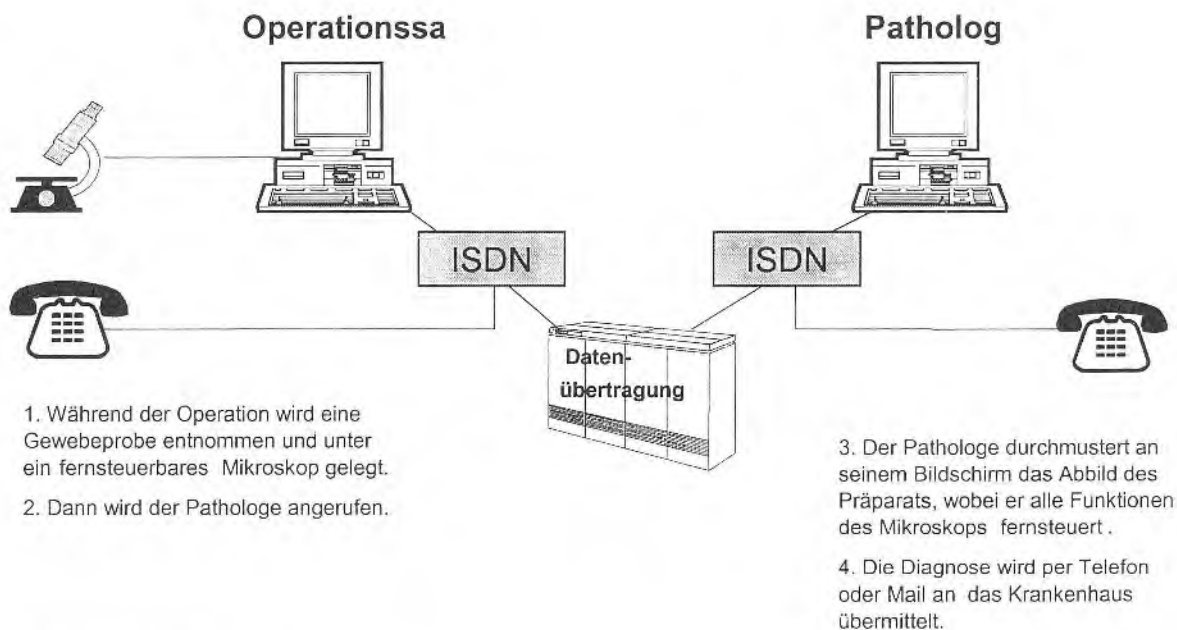 Operationssa
Patholog
ISDN
ISDN
Daten-
übertragung
1. Während der Operation wird eine
Gewebeprobe entnommen und unter
ein fernsteuerbares Mikroskop gelegt.
2. Dann wird der Pathologe angerufen.
3. Der Pathologe durchmustert an
seinem Bildschirm das Abbild des
Präparats, wobei er alle Funktionen
des Mikroskops fernsteuert .
4. Die Diagnose wird per Telefon
oder Mail an das Krankenhaus
übermittelt.